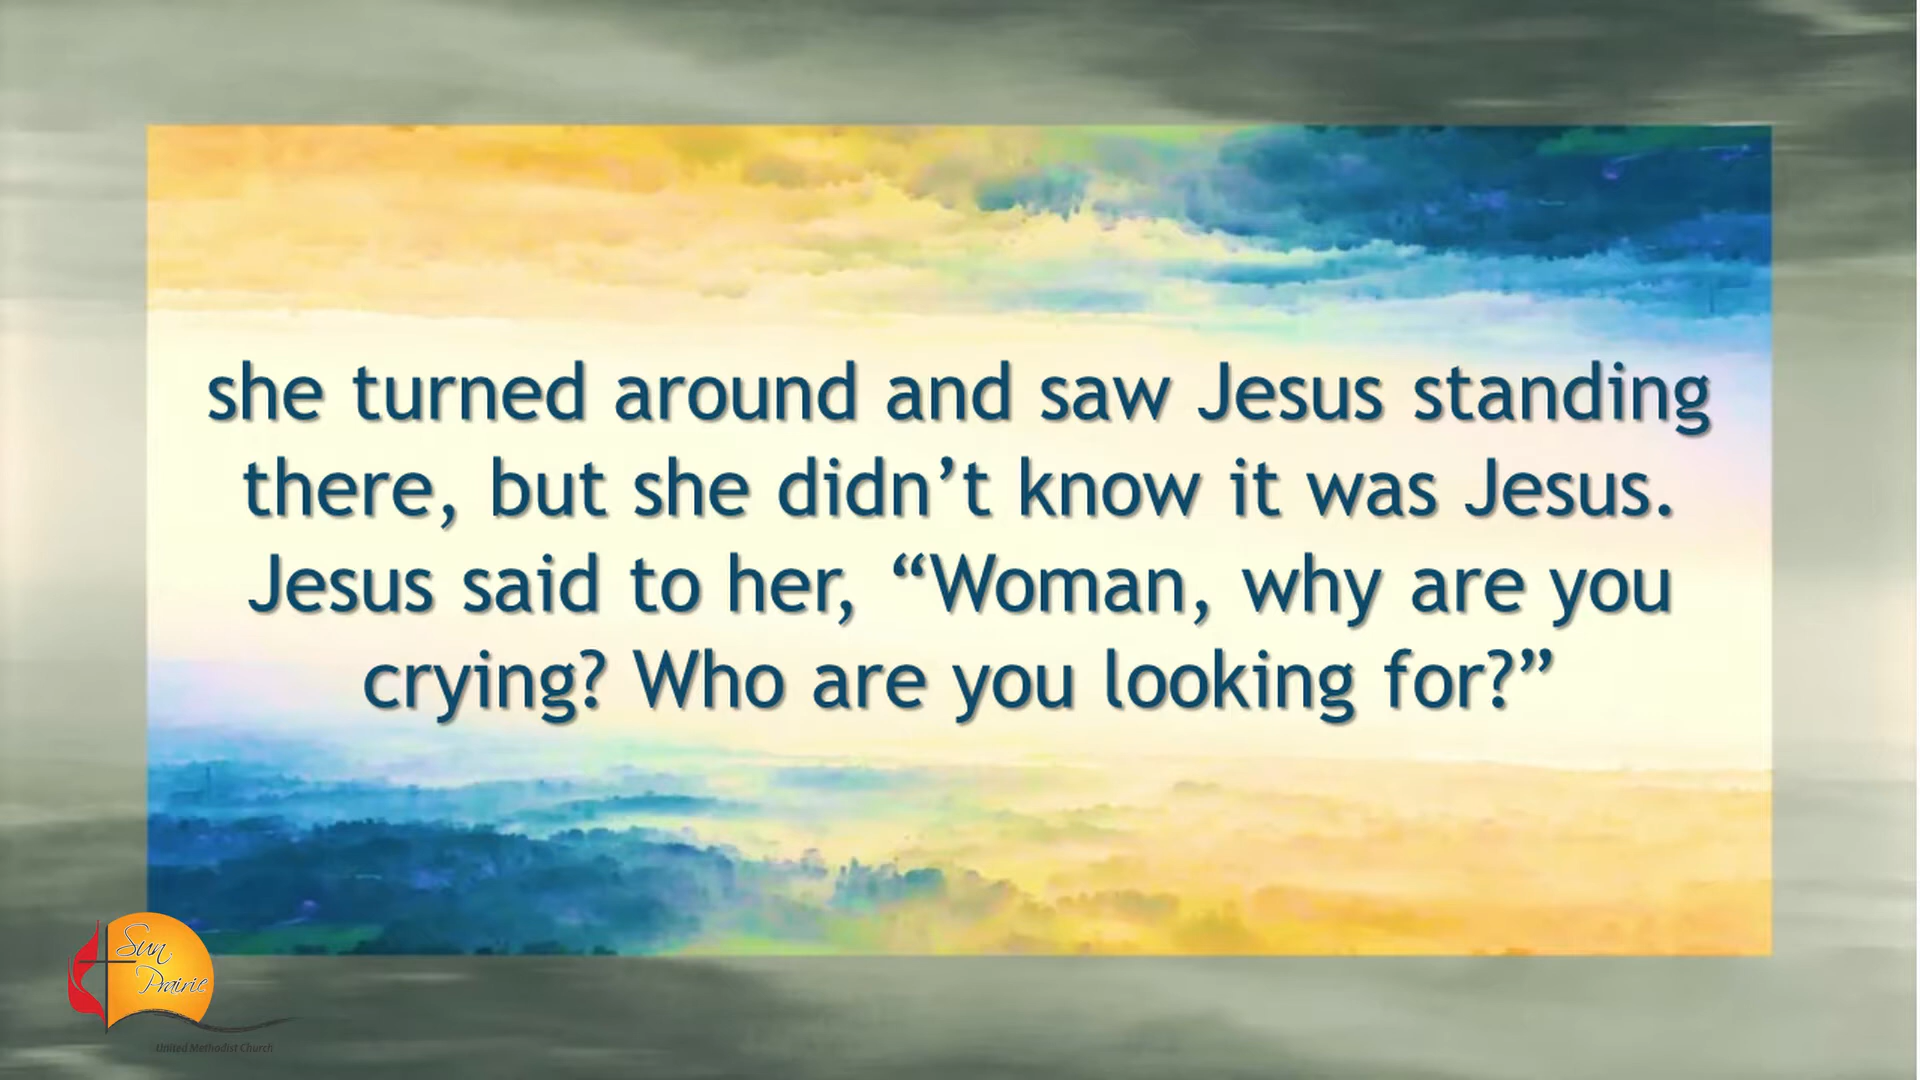 she turned around and saw Jesus standing
there, but she didn’t know it was Jesus.
Jesus said to her, “Woman, why are you
crying? Who are you looking for?”
Sun
Prairie
United Methodist Church